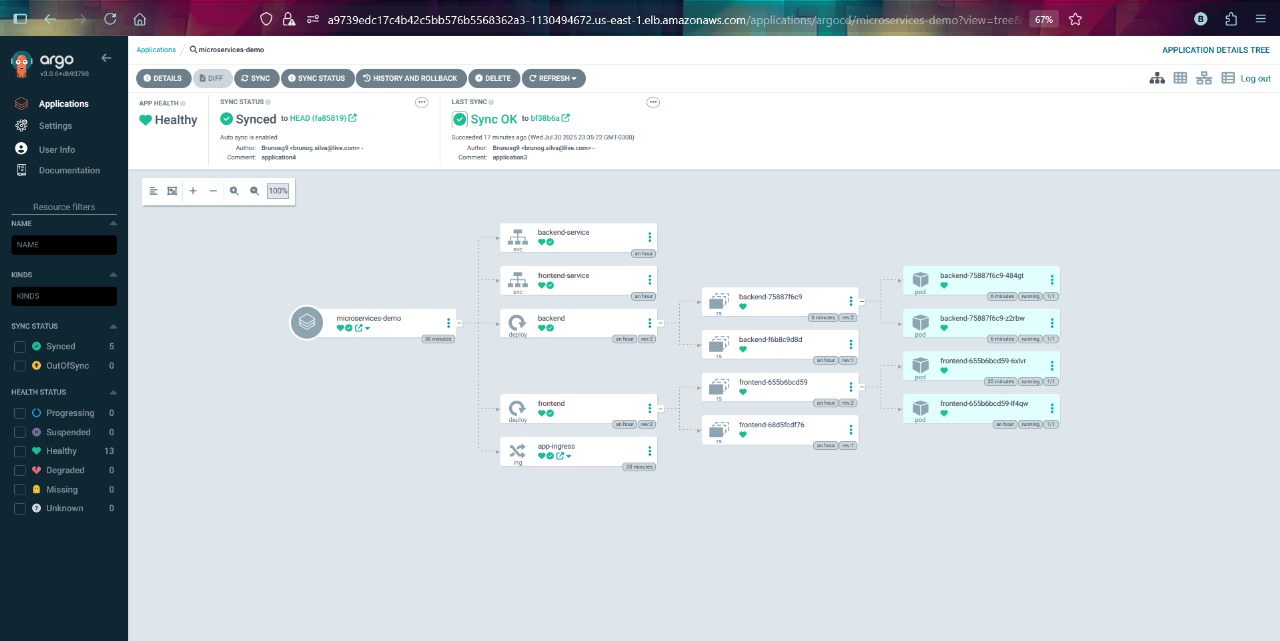 a9739edc17c4b42c5bb576b5568362a3-1130494672.us-east-1.elb.amazonaws.com/applications/argocd/microservices-demo?view=tree&
67%
B
argo
v3.0.6+db93798
Applications
Settings
User Info
Documentation
Resource filters
NAME
NAME
KINDS
KINDS
SYNC STATUS
Synced 5
OutOfSync 0
HEALTH STATUS
Progressing 0
Suspended 0
Healthy 13
Degraded 0
Missing 0
Unknown 0
Applications / microservices-demo
APPLICATION DETAILS TREE
DETAILS DIFF SYNC SYNC STATUS HISTORY AND ROLLBACK DELETE REFRESH
Log out
APP HEALTH
Healthy
SYNC STATUS
Synced to HEAD (fa85819)
Auto sync is enabled.
Author: Brunosg9 <brunog.silva@live.com> -
Comment: application4
LAST SYNC
Sync OK to bf38b6a
Succeeded 17 minutes ago (Wed Jul 30 2025 23:35:22 GMT-0300)
Author: Brunosg9 <brunog.silva@live.com> -
Comment: application3
100%
microservices-demo
38 minutes
backend-service
svc
an hour
frontend-service
svc
an hour
backend
deploy
an hour rev:2
frontend
deploy
an hour rev:2
app-ingress
ing
20 minutes
backend-75887f6c9
rs
6 minutes rev:2
backend-f6b8c9d8d
rs
an hour rev:1
frontend-655b6bcd59
rs
an hour rev:2
frontend-68d5fcdf76
rs
an hour rev:1
backend-75887f6c9-484gt
pod
6 minutes running 1/1
backend-75887f6c9-z2rbw
pod
6 minutes running 1/1
frontend-655b6bcd59-6xlvr
pod
35 minutes running 1/1
frontend-655b6bcd59-lf4qw
pod
an hour running 1/1